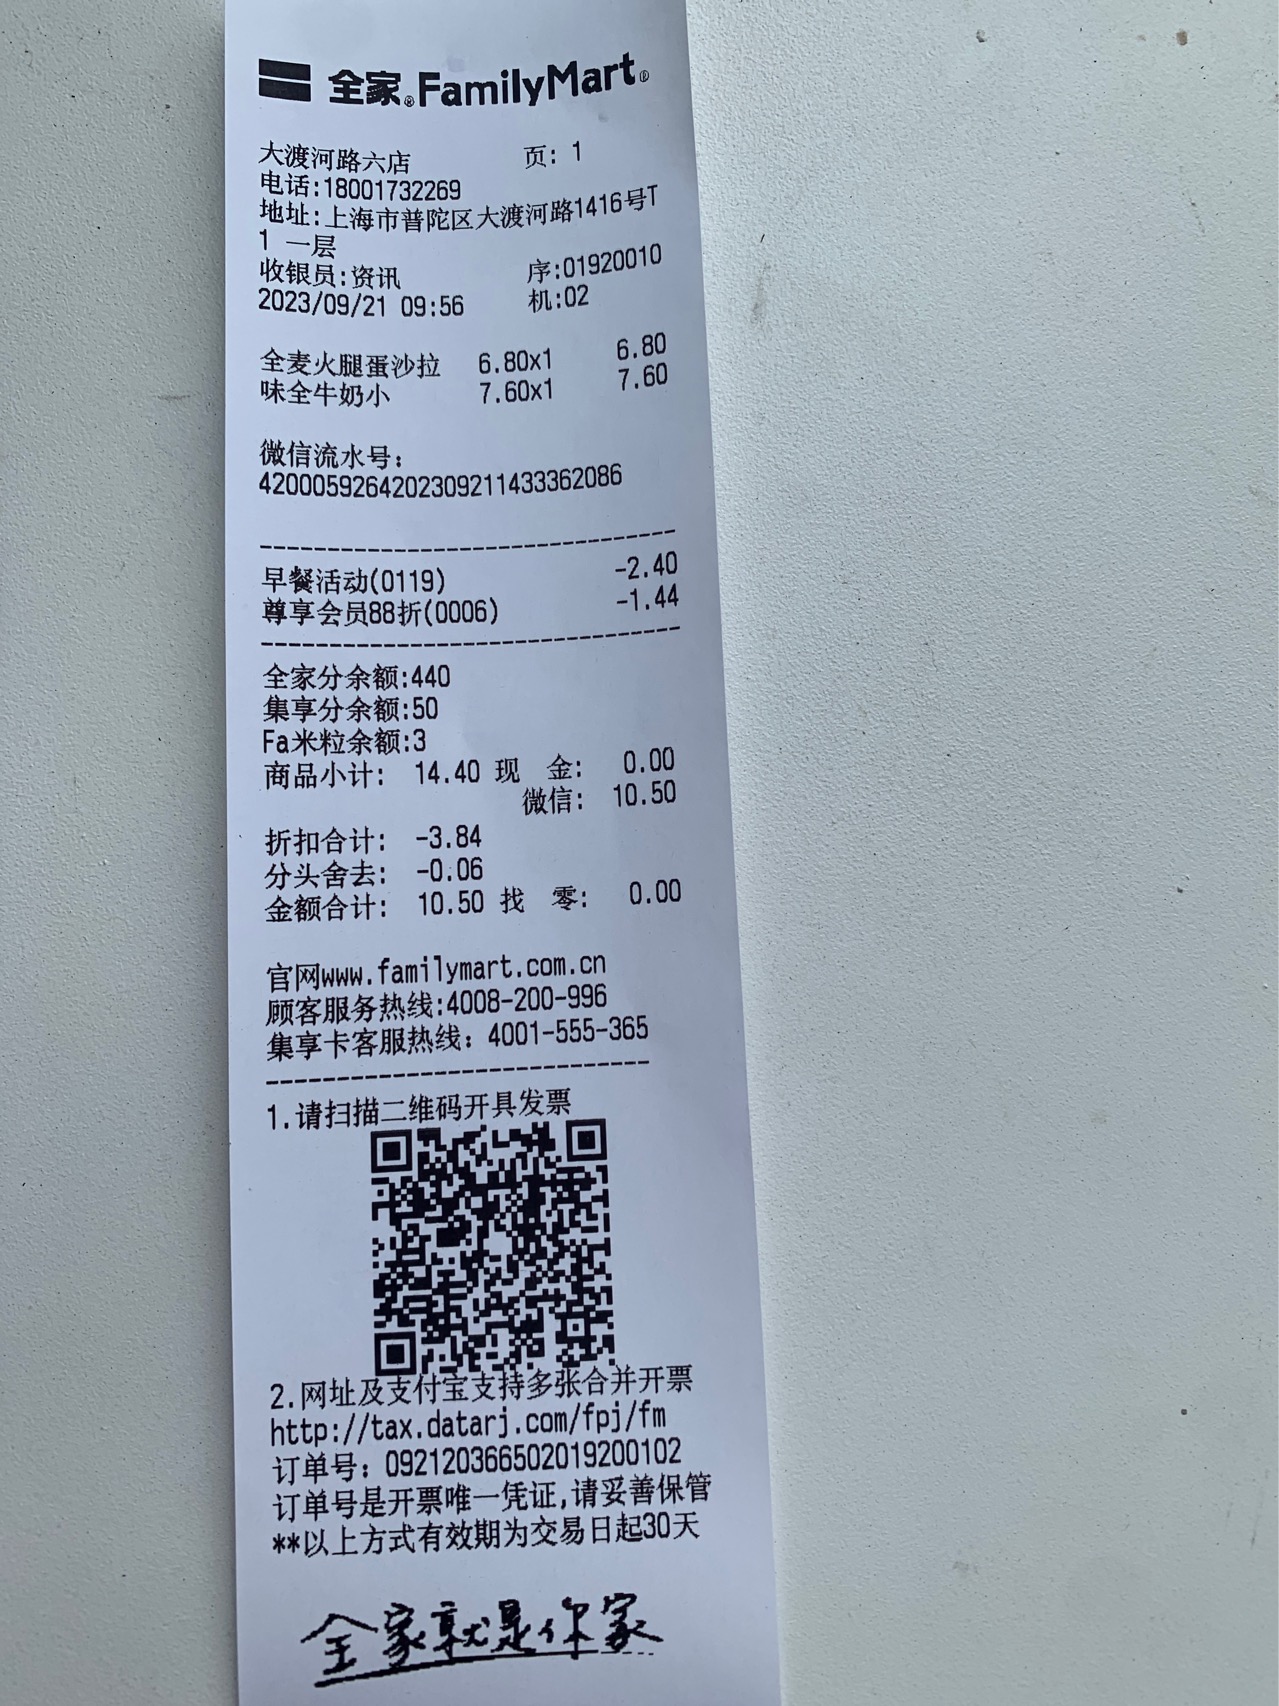 全家®FamilyMart®
大渡河路六店 页: 1
电话:18001732269
地址:上海市普陀区大渡河路1416号T
1 一层
收银员:资讯 序:01920010
2023/09/21 09:56 机:02
全麦火腿蛋沙拉 6.80x1 6.80
味全牛奶小 7.60x1 7.60
微信流水号:
4200059264202309211433362086
--------------------------------
早餐活动(0119) -2.40
尊享会员88折(0006) -1.44
--------------------------------
全家分余额:440
集享分余额:50
Fa米粒余额:3
商品小计: 14.40 现 金: 0.00
微信: 10.50
折扣合计: -3.84
分头舍去: -0.06
金额合计: 10.50 找 零: 0.00
官网www.familymart.com.cn
顾客服务热线:4008-200-996
集享卡客服热线: 4001-555-365
----------------------------
1.请扫描二维码开具发票
2.网址及支付宝支持多张合并开票
http://tax.datarj.com/fpj/fm
订单号: 092120366502019200102
订单号是开票唯一凭证,请妥善保管
**以上方式有效期为交易日起30天
全家就是你家